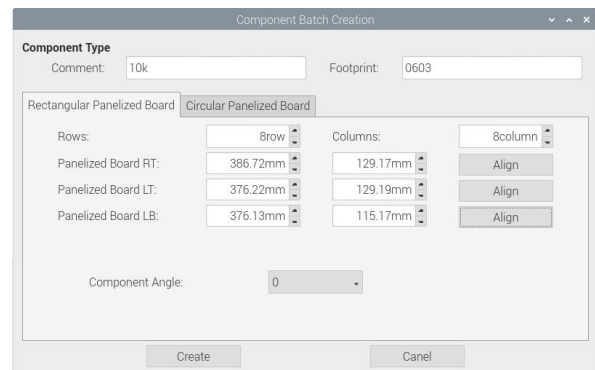 Component Batch Creation
Component Type
Comment: 10k Footprint: 0603
Rectangular Panelized Board Circular Panelized Board
Rows: 8row Columns: 8column
Panelized Board RT: 386.72mm 129.17mm Align
Panelized Board LT: 376.22mm 129.19mm Align
Panelized Board LB: 376.13mm 115.17mm Align
Component Angle: 0
Create Canel